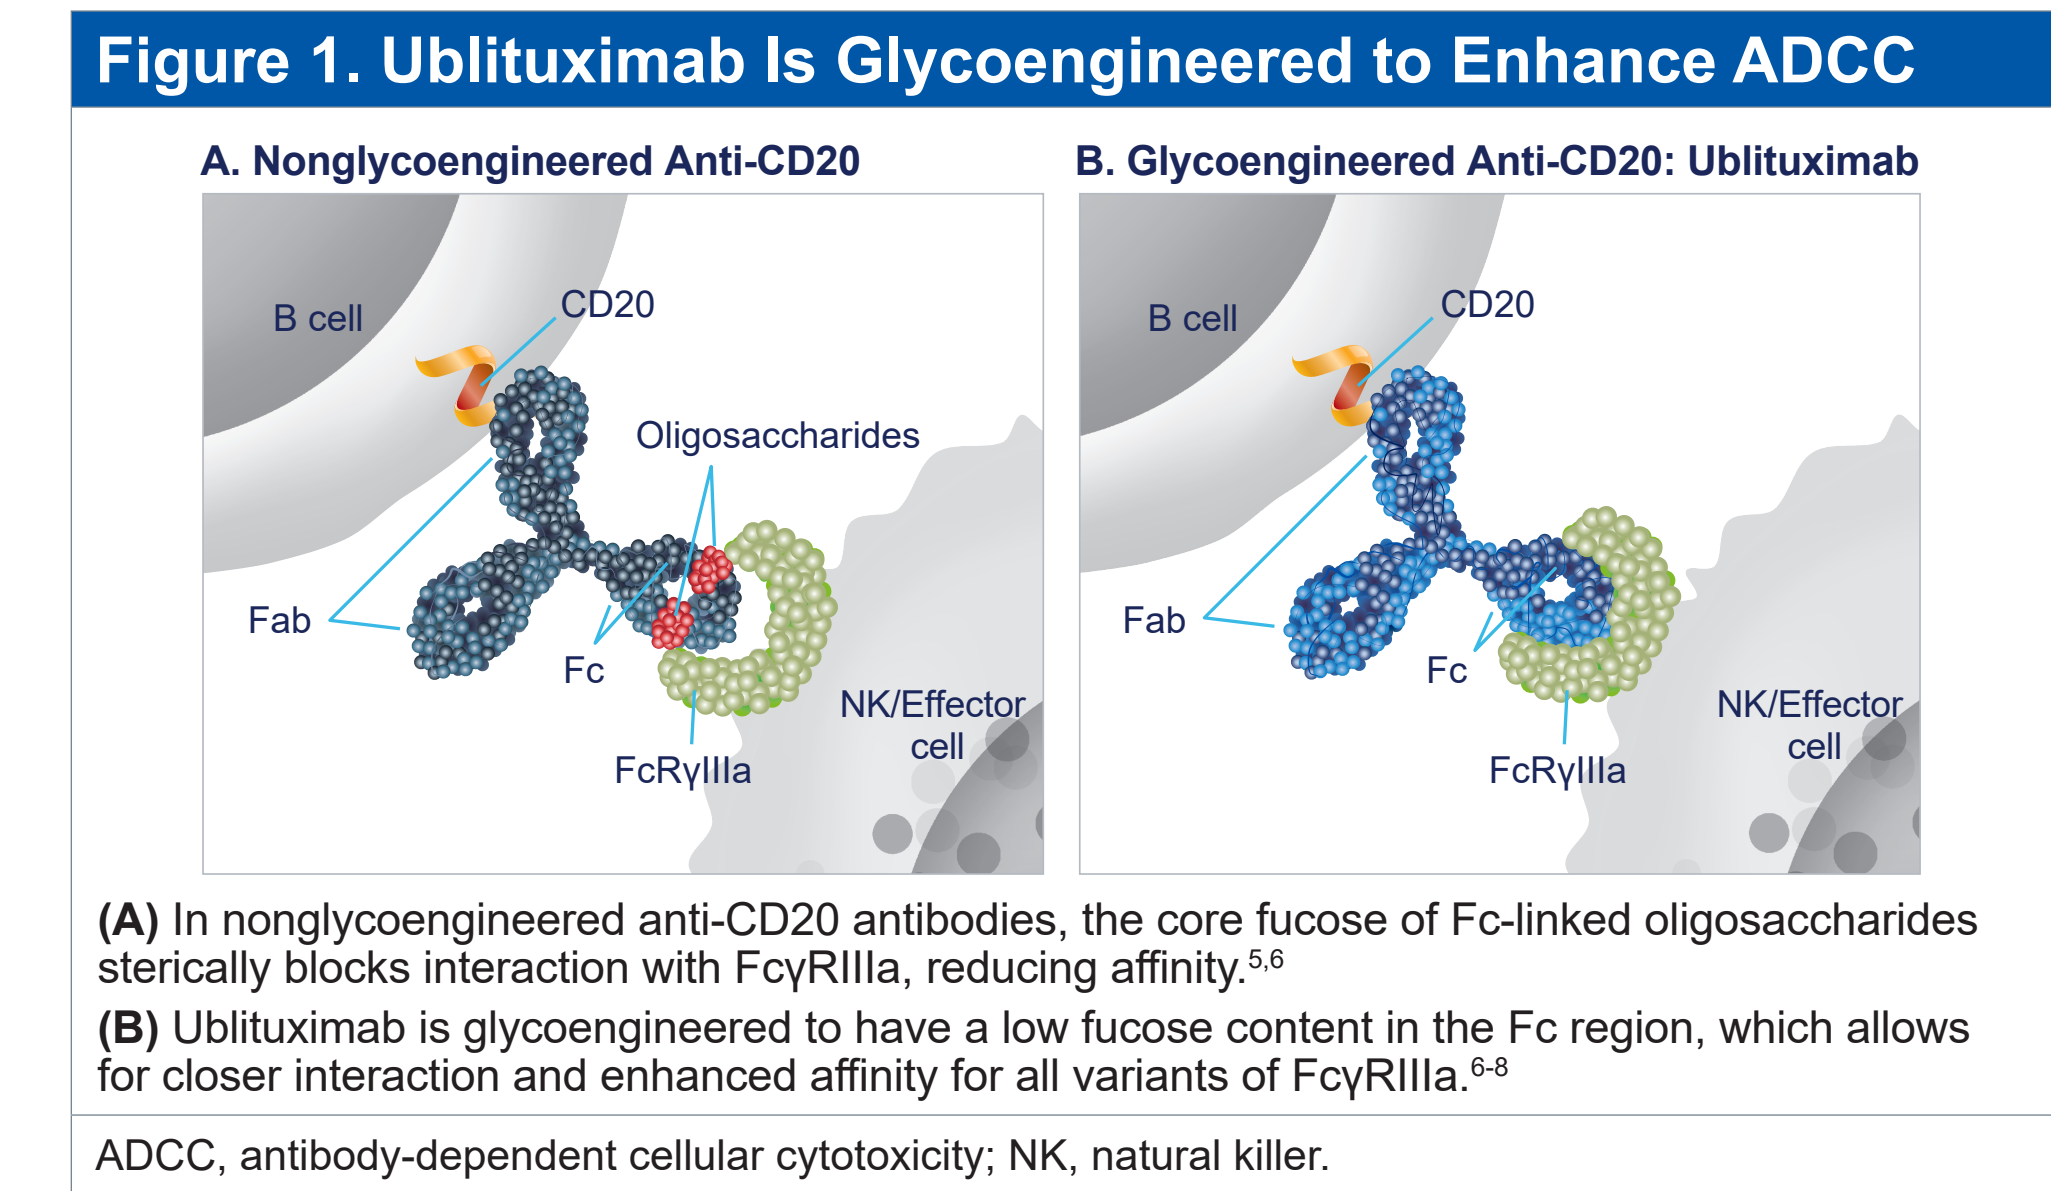 Figure 1. Ublituximab Is Glycoengineered to Enhance ADCC
A. Nonglycoengineered Anti-CD20
B cell
CD20
Oligosaccharides
Fab
Fc
FcRγIIIa
NK/Effector
cell
B. Glycoengineered Anti-CD20: Ublituximab
B cell
CD20
Fab
Fc
FcRγIIIa
NK/Effector
cell
(A) In nonglycoengineered anti-CD20 antibodies, the core fucose of Fc-linked oligosaccharides
sterically blocks interaction with FcγRIIIa, reducing affinity.5,6
(B) Ublituximab is glycoengineered to have a low fucose content in the Fc region, which allows
for closer interaction and enhanced affinity for all variants of FcγRIIIa.6-8
ADCC, antibody-dependent cellular cytotoxicity; NK, natural killer.